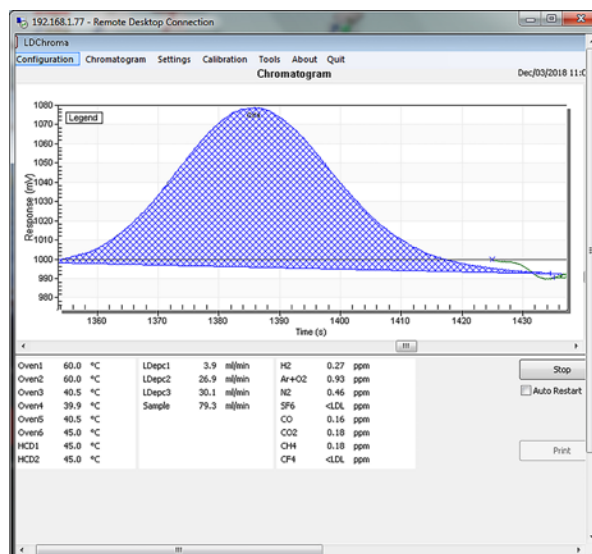 192.168.1.77 - Remote Desktop Connection
LDChroma
Configuration Chromatogram Settings Calibration Tools About Quit
Chromatogram Dec/03/2018 11:0
Legend
Response (mV)
1080
1070
1060
1050
1040
1030
1020
1010
1000
990
980
1360 1370 1380 1390 1400 1410 1420 1430
Time (s)
Oven1 60.0 °C LDepc1 3.9 ml/min H2 0.27 ppm Stop
Oven2 60.0 °C LDepc2 26.9 ml/min Ar+O2 0.93 ppm
Oven3 40.5 °C LDepc3 30.1 ml/min N2 0.46 ppm Auto Restart
Oven4 39.9 °C Sample 79.3 ml/min SF6 <LDL ppm
Oven5 40.5 °C CO 0.16 ppm
Oven6 45.0 °C CO2 0.18 ppm
HCD1 45.0 °C CH4 0.18 ppm Print
HCD2 45.0 °C CF4 <LDL ppm